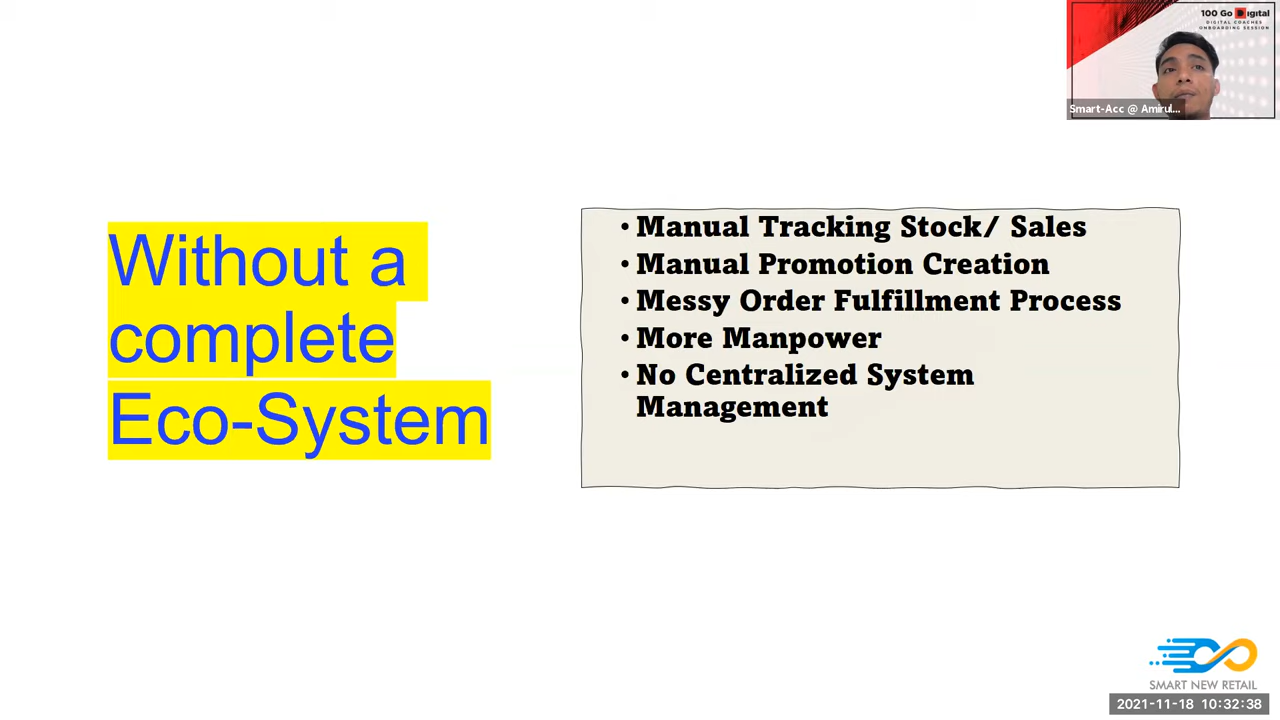 100 Go Digital
DIGITAL COACHES
ONBOARDING SESSION
Smart-Acc @ Amirul...
Without a
complete
Eco-System
• Manual Tracking Stock/ Sales
• Manual Promotion Creation
• Messy Order Fulfillment Process
• More Manpower
• No Centralized System
Management
SMART NEW RETAIL
2021-11-18 10:32:38